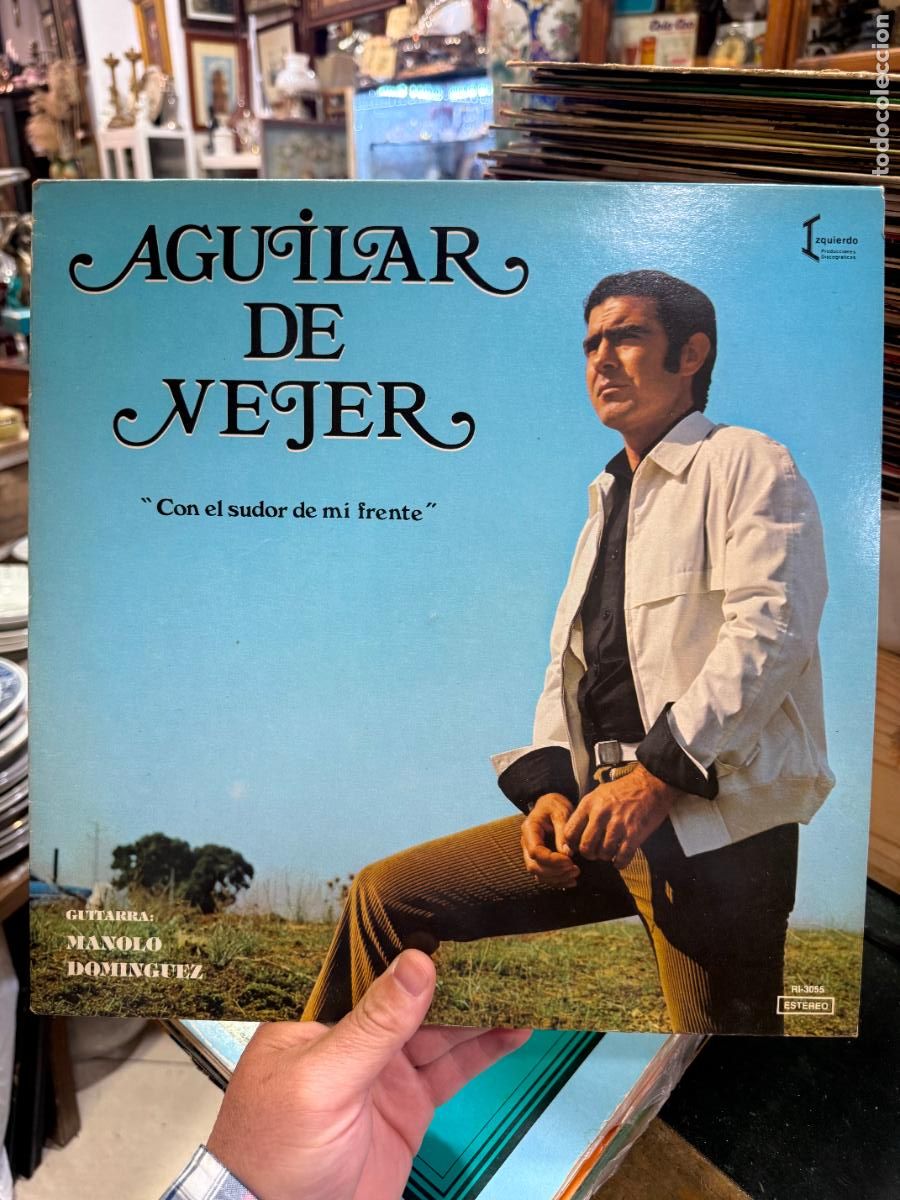 AGUILAR
DE
VEJER
"Con el sudor de mi frente"
Izquierdo
Producciones
Discográficas
GUITARRA:
MANOLO
DOMINGUEZ
RI-3055
ESTEREO
todocoleccion